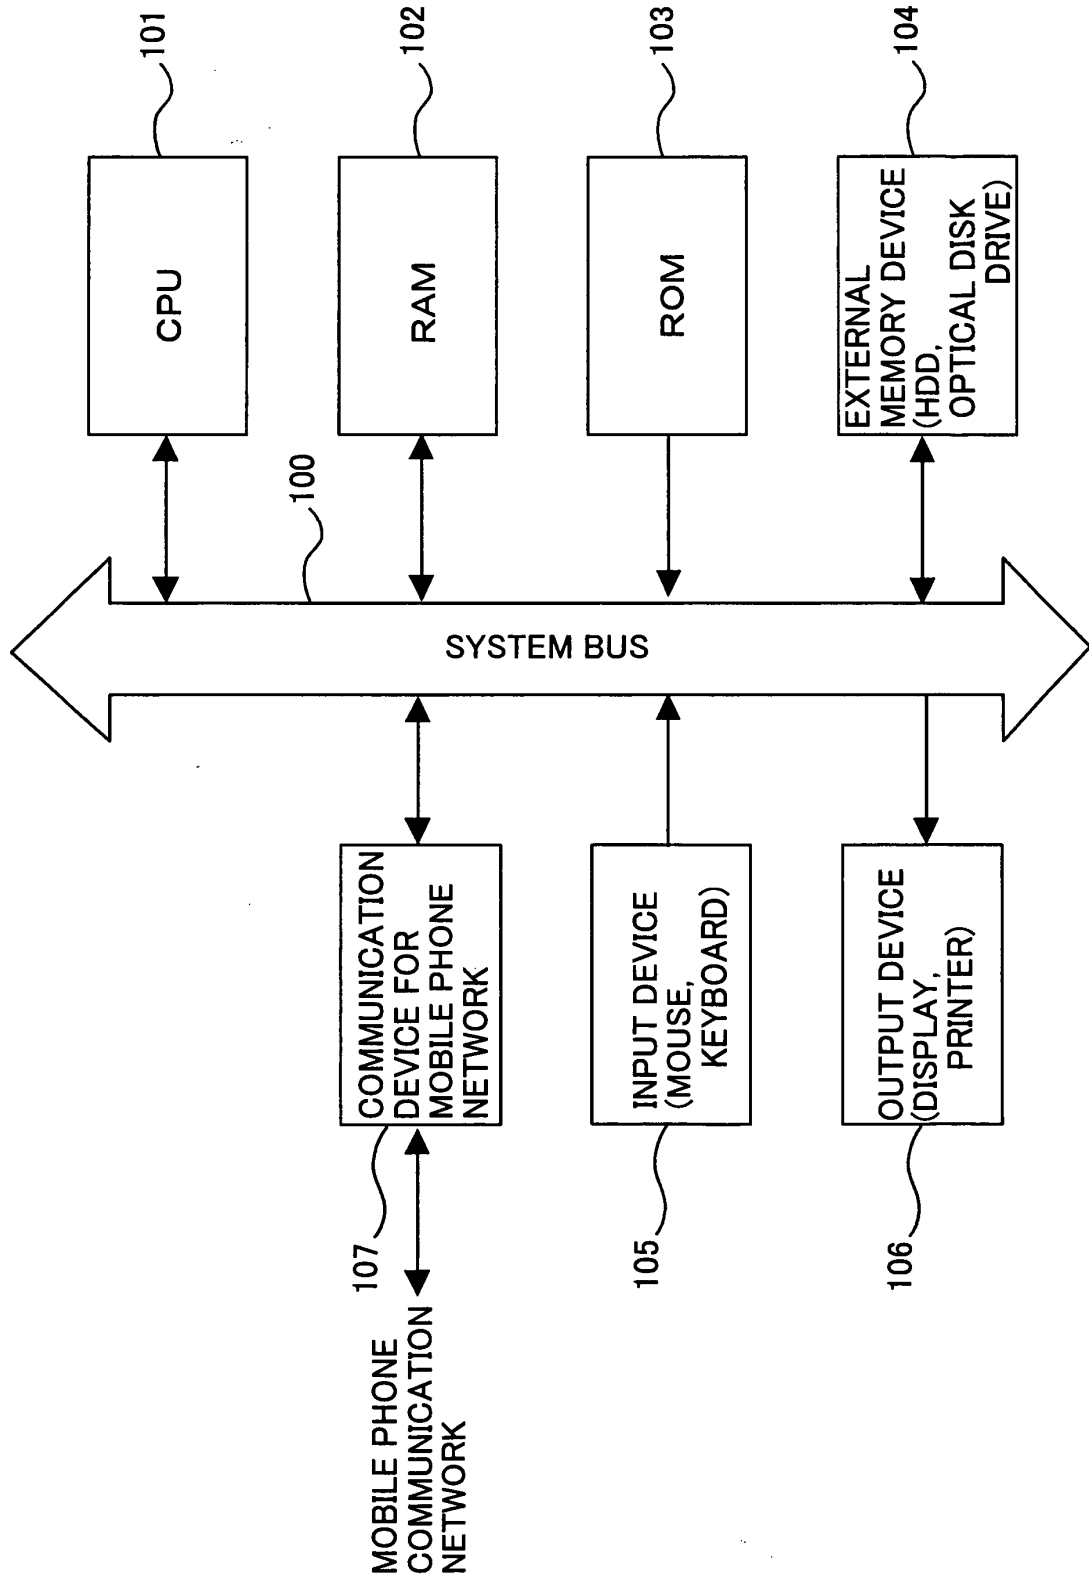 101
CPU
102
RAM
103
ROM
104
EXTERNAL
MEMORY DEVICE
(HDD,
OPTICAL DISK
DRIVE)
100
SYSTEM BUS
COMMUNICATION
DEVICE FOR
MOBILE PHONE
NETWORK
107
MOBILE PHONE
COMMUNICATION
NETWORK
INPUT DEVICE
(MOUSE,
KEYBOARD)
105
OUTPUT DEVICE
(DISPLAY,
PRINTER)
106